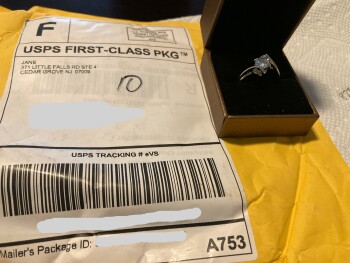 F
USPS FIRST-CLASS PKG™
JANE
371 LITTLE FALLS RD STE 4
CEDAR GROVE NJ 07009
10
USPS TRACKING # eVS
Mailer's Package ID:
A753